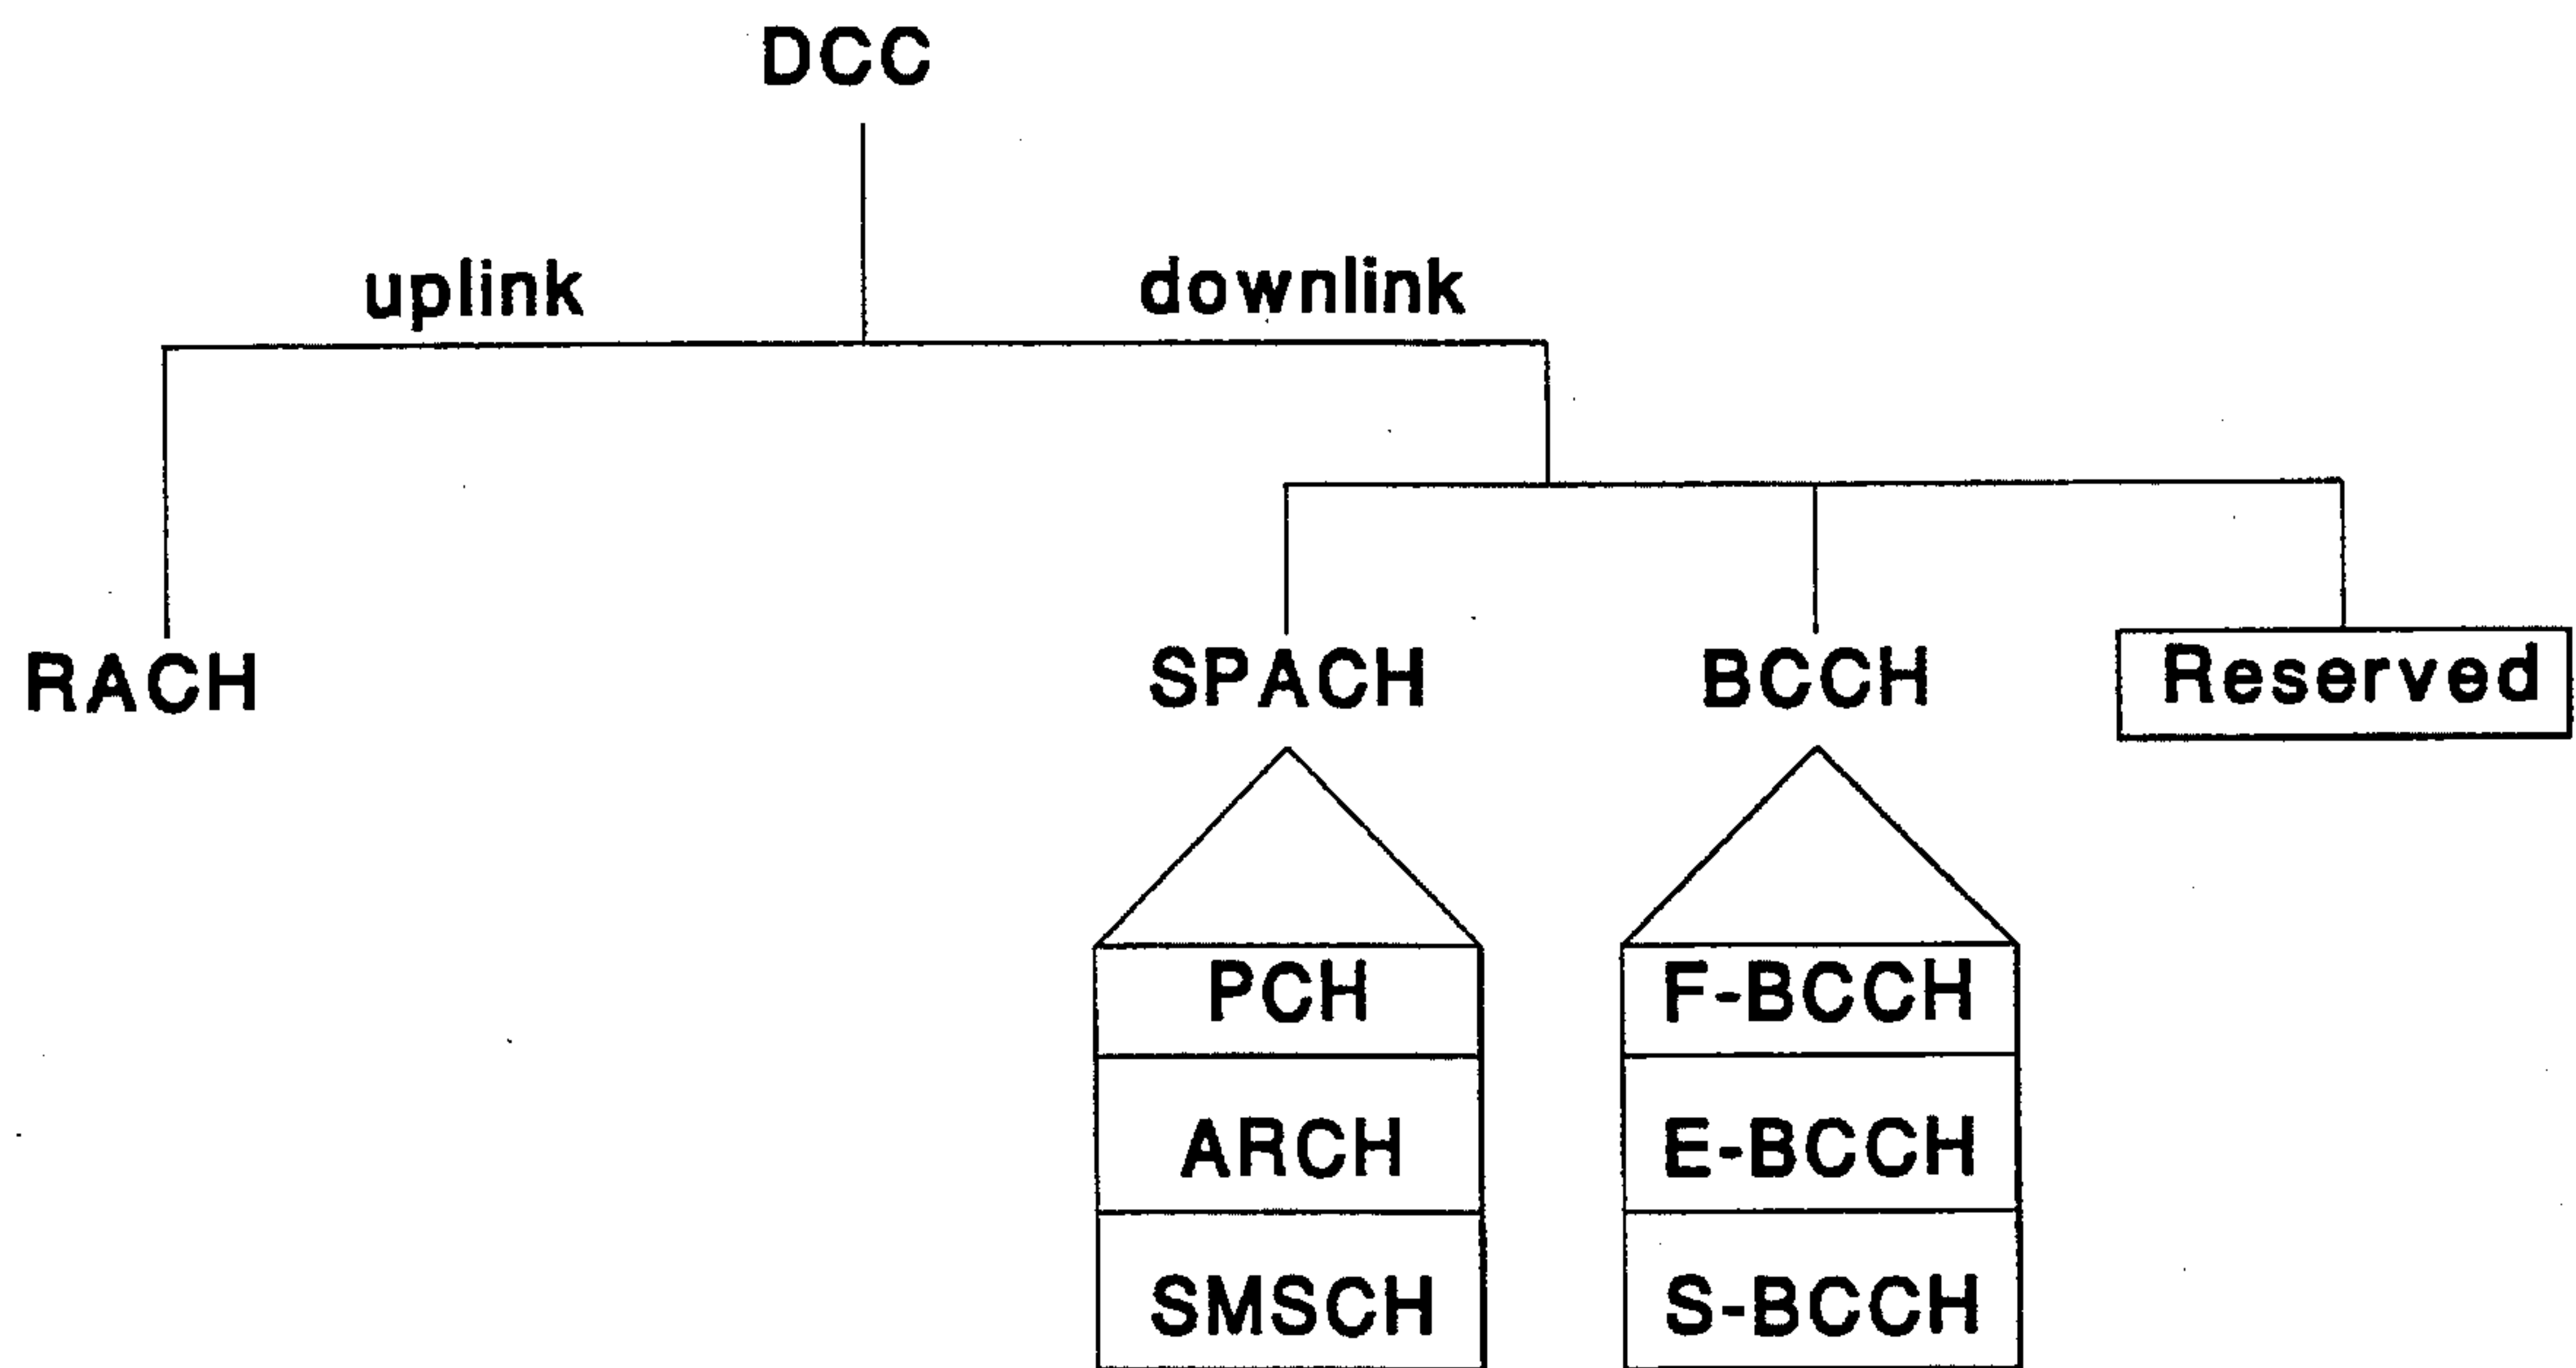 DCC
uplink downlink
RACH SPACH BCCH Reserved
PCH F-BCCH
ARCH E-BCCH
SMSCH S-BCCH